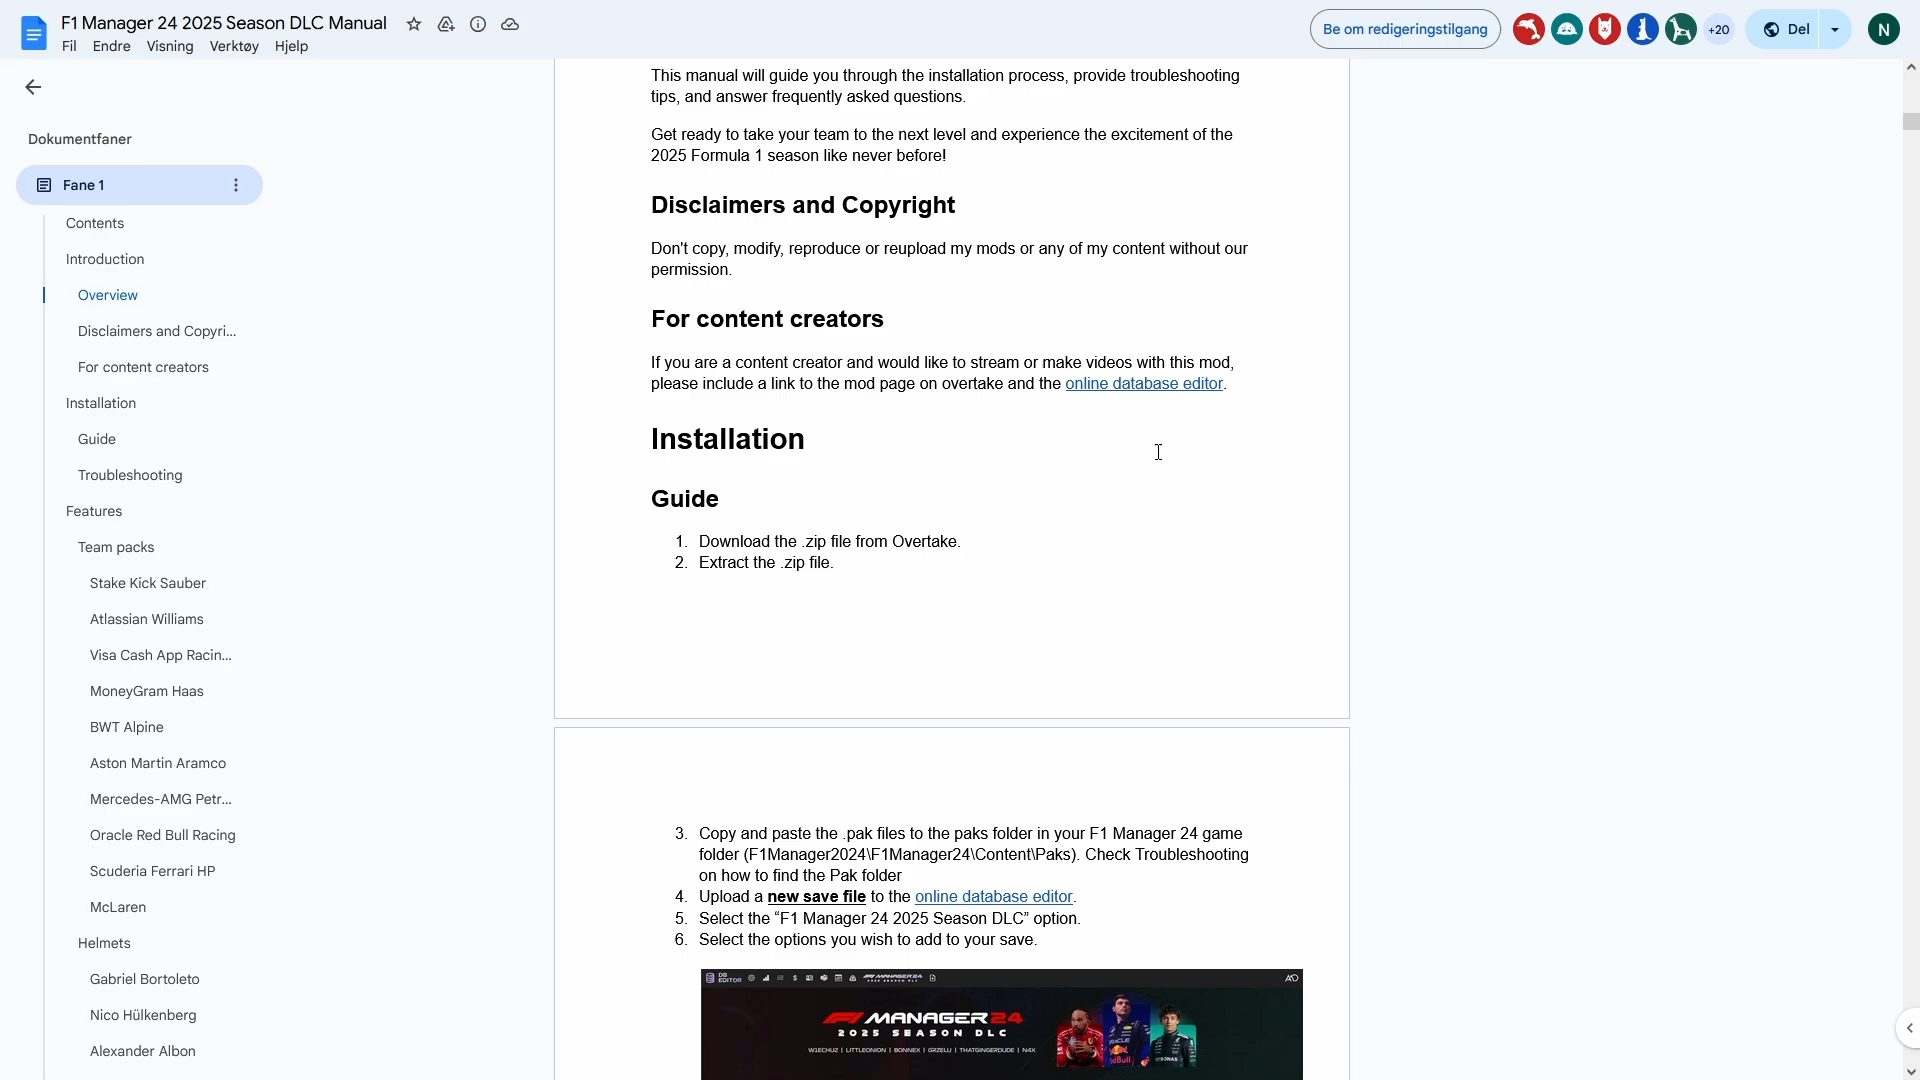 F1 Manager 24 2025 Season DLC Manual
Fil Endre Visning Verktøy Hjelp
Be om redigeringstilgang
+20
Del
N
Dokumentfaner
Fane 1
Contents
Introduction
Overview
Disclaimers and Copyri...
For content creators
Installation
Guide
Troubleshooting
Features
Team packs
Stake Kick Sauber
Atlassian Williams
Visa Cash App Racin...
MoneyGram Haas
BWT Alpine
Aston Martin Aramco
Mercedes-AMG Petr...
Oracle Red Bull Racing
Scuderia Ferrari HP
McLaren
Helmets
Gabriel Bortoleto
Nico Hülkenberg
Alexander Albon
This manual will guide you through the installation process, provide troubleshooting
tips, and answer frequently asked questions.
Get ready to take your team to the next level and experience the excitement of the
2025 Formula 1 season like never before!
Disclaimers and Copyright
Don't copy, modify, reproduce or reupload my mods or any of my content without our
permission.
For content creators
If you are a content creator and would like to stream or make videos with this mod,
please include a link to the mod page on overtake and the online database editor.
Installation
Guide
1. Download the .zip file from Overtake.
2. Extract the .zip file.
3. Copy and paste the .pak files to the paks folder in your F1 Manager 24 game
folder (F1Manager2024\F1Manager24\Content\Paks). Check Troubleshooting
on how to find the Pak folder
4. Upload a new save file to the online database editor.
5. Select the “F1 Manager 24 2025 Season DLC” option.
6. Select the options you wish to add to your save.
DB
EDITOR
F1 MANAGER 24
2025 SEASON DLC
W1ECHUZ | LITTLEONION | BONNEX | GRZELU | THATGINGERDUDE | N4X